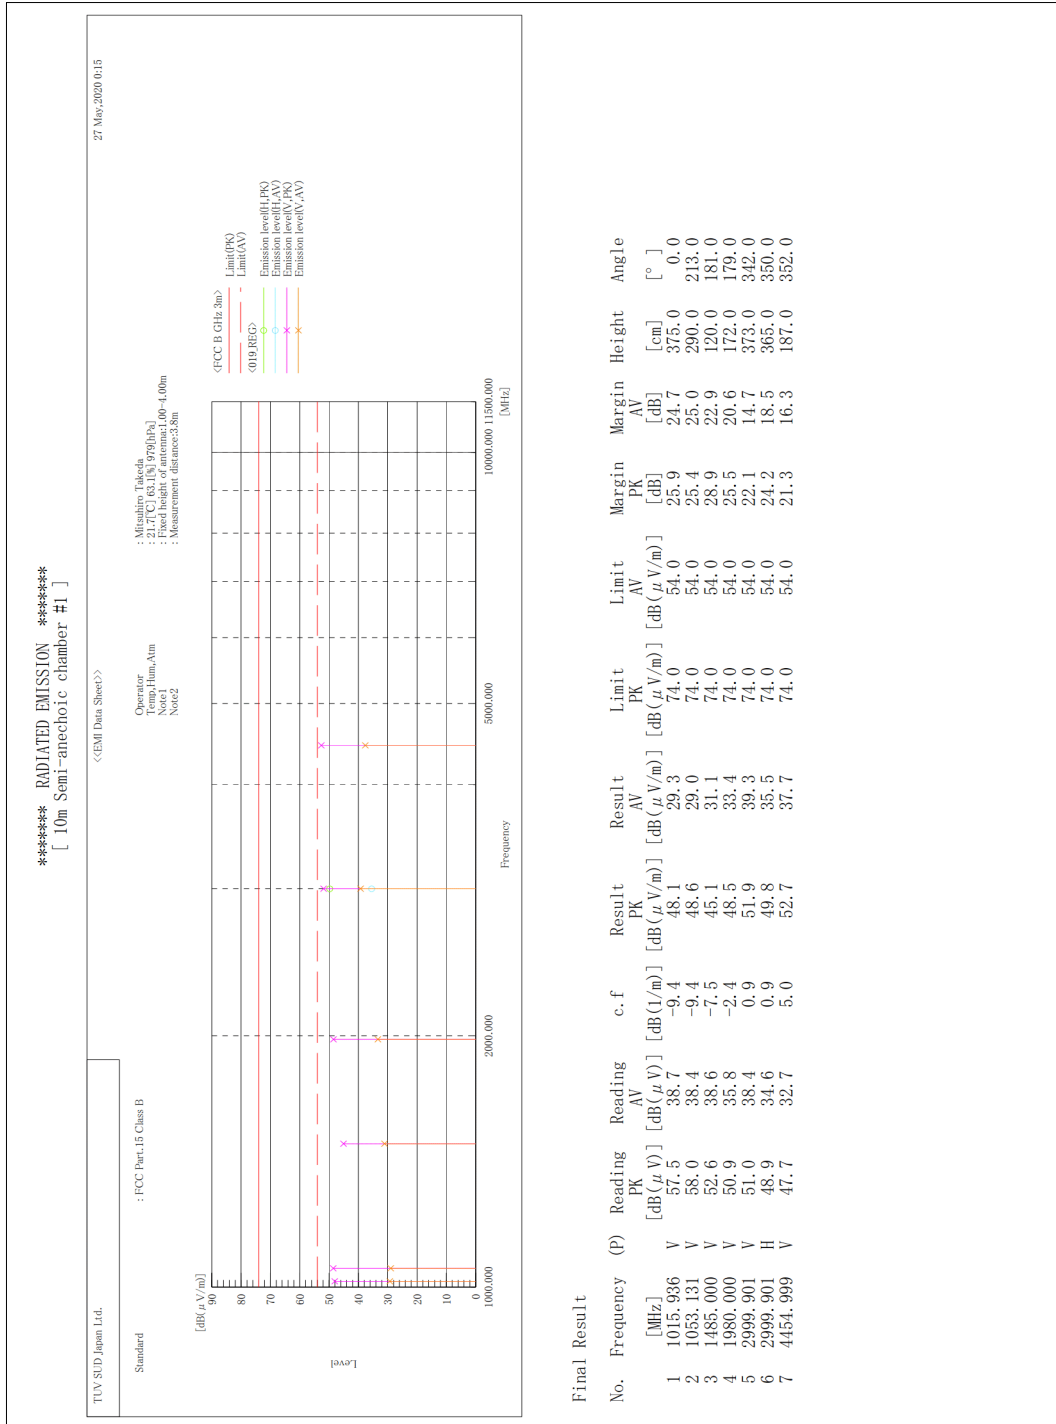 ******* RADIATED EMISSION *******
[ 10m Semi-anechoic chamber #1 ]
TUV SUD Japan Ltd.
27 May,2020 0:15
<<EMI Data Sheet>>
Standard : FCC Part.15 Class B
Operator : Mitsuhiro Takeda
Temp,Hum,Atm : 21.7[℃] 63.1[%] 979[hPa]
Note1 : Fixed height of antenna:1.00-4.00m
Note2 : Measurement distance:3.8m
<FCC B GHz 3m>
Limit(PK)
Limit(AV)
<019_REG>
Emission level(H,PK)
Emission level(H,AV)
Emission level(V,PK)
Emission level(V,AV)
[dB(μV/m)]
90
80
70
60
50
40
30
20
10
0
Level
1000.000 2000.000 5000.000 10000.000 11500.000
Frequency
[MHz]
Final Result
No. Frequency (P) Reading Reading c.f Result Result Limit Limit Margin Margin Height Angle
PK AV PK AV PK AV PK AV
[MHz] [dB(μV)] [dB(μV)] [dB(1/m)] [dB(μV/m)] [dB(μV/m)] [dB(μV/m)] [dB(μV/m)] [dB] [dB] [cm] [° ]
1 1015.936 V 57.5 38.7 -9.4 48.1 29.3 74.0 54.0 25.9 24.7 375.0 0.0
2 1053.131 V 58.0 38.4 -9.4 48.6 29.0 74.0 54.0 25.4 25.0 290.0 213.0
3 1485.000 V 52.6 38.6 -7.5 45.1 31.1 74.0 54.0 28.9 22.9 120.0 181.0
4 1980.000 V 50.9 35.8 -2.4 48.5 33.4 74.0 54.0 25.5 20.6 172.0 179.0
5 2999.901 V 51.0 38.4 0.9 51.9 39.3 74.0 54.0 22.1 14.7 373.0 342.0
6 2999.901 H 48.9 34.6 0.9 49.8 35.5 74.0 54.0 24.2 18.5 365.0 350.0
7 4454.999 V 47.7 32.7 5.0 52.7 37.7 74.0 54.0 21.3 16.3 187.0 352.0